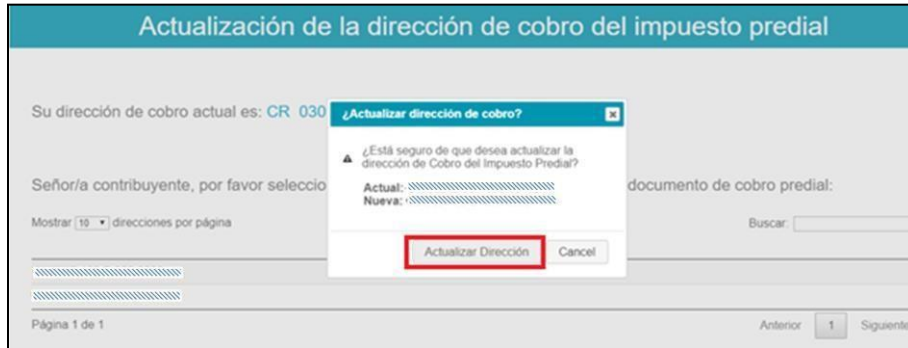 Actualización de la dirección de cobro del impuesto predial
Su dirección de cobro actual es: CR 030
¿Actualizar dirección de cobro?
¿Está seguro de que desea actualizar la
dirección de Cobro del Impuesto Predial?
Actual:
Nueva:
Actualizar Dirección Cancel
Señor/a contribuyente, por favor seleccio documento de cobro predial:
Mostrar 10 direcciones por página Buscar:
Página 1 de 1 Anterior 1 Siguiente